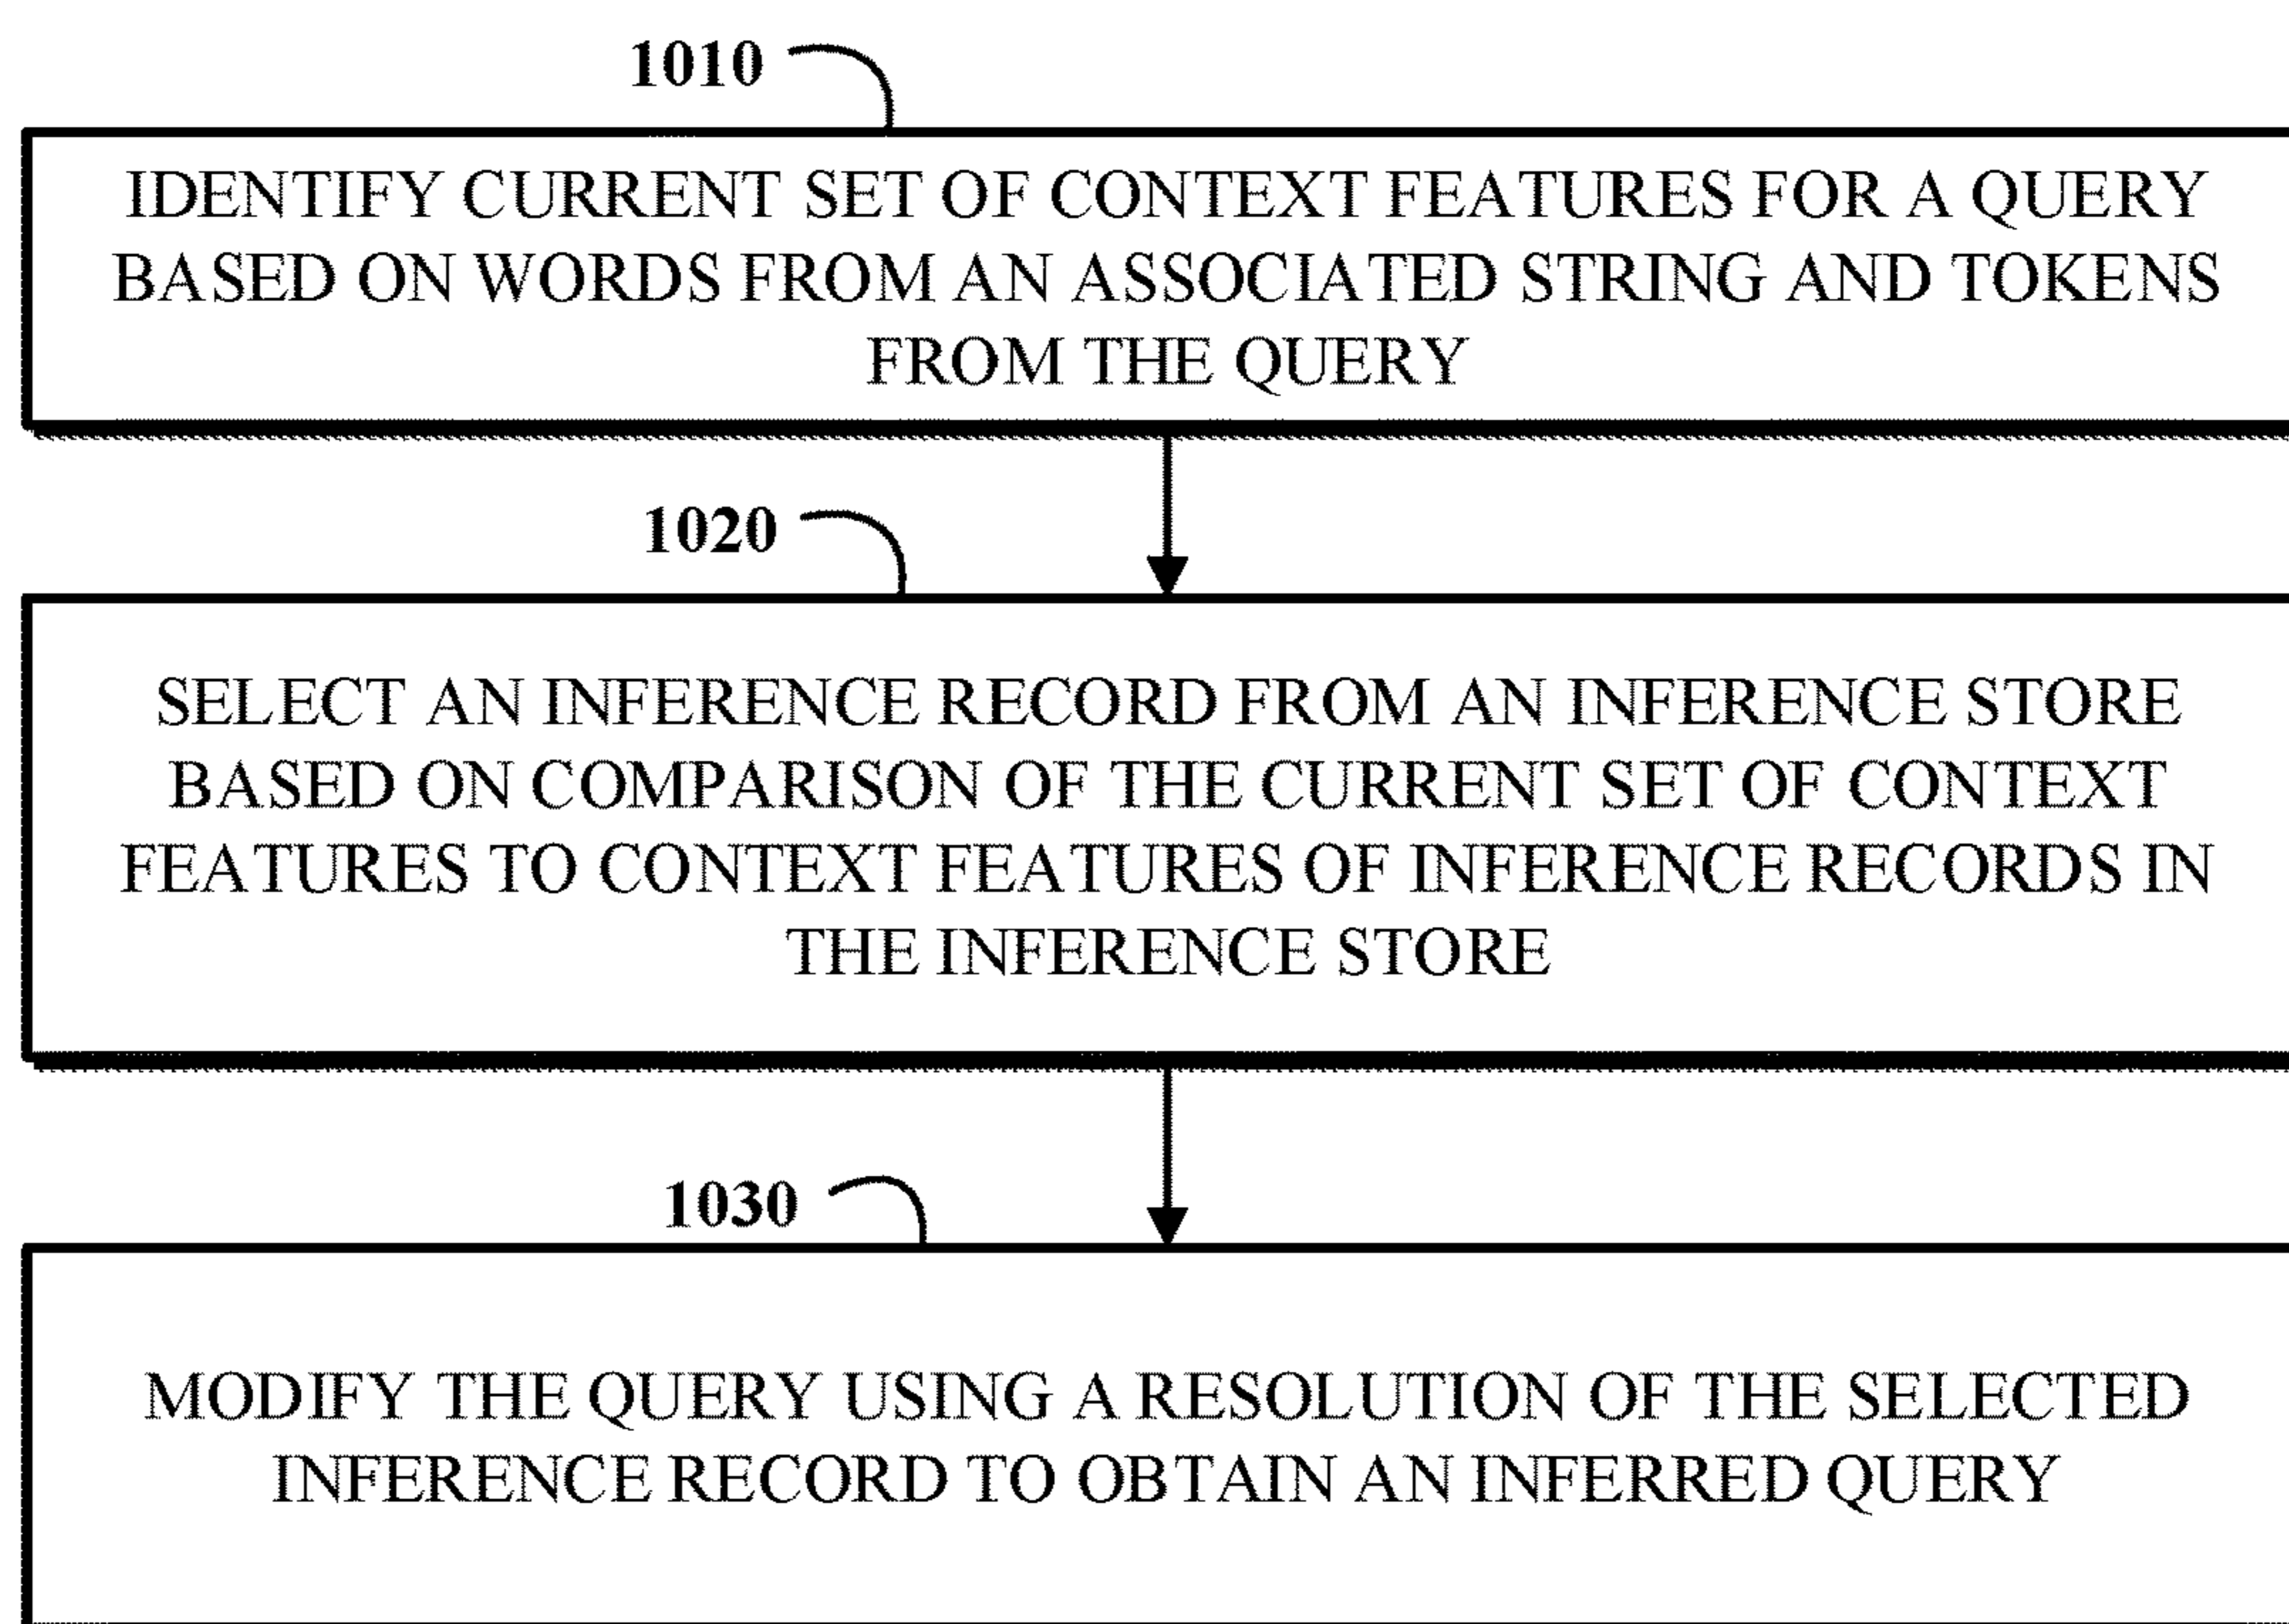 1010
IDENTIFY CURRENT SET OF CONTEXT FEATURES FOR A QUERY
BASED ON WORDS FROM AN ASSOCIATED STRING AND TOKENS
FROM THE QUERY
1020
SELECT AN INFERENCE RECORD FROM AN INFERENCE STORE
BASED ON COMPARISON OF THE CURRENT SET OF CONTEXT
FEATURES TO CONTEXT FEATURES OF INFERENCE RECORDS IN
THE INFERENCE STORE
1030
MODIFY THE QUERY USING A RESOLUTION OF THE SELECTED
INFERENCE RECORD TO OBTAIN AN INFERRED QUERY